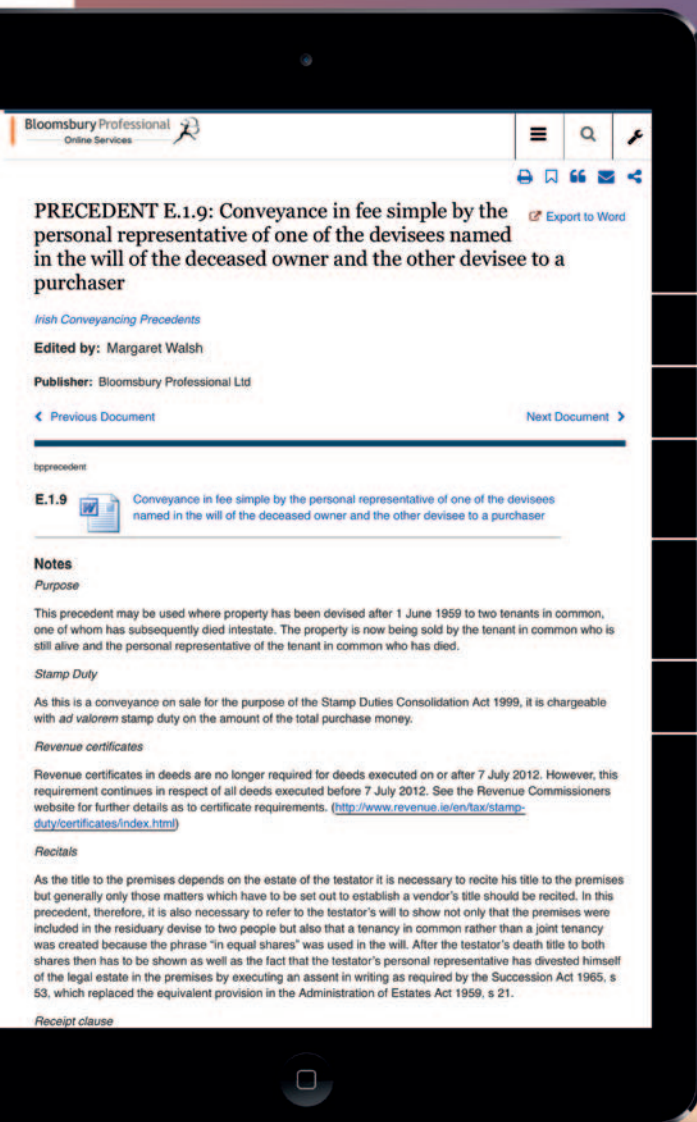 Bloomsbury Professional
Online Services
PRECEDENT E.1.9: Conveyance in fee simple by the
personal representative of one of the devisees named
in the will of the deceased owner and the other devisee to a
purchaser
Export to Word
Irish Conveyancing Precedents
Edited by: Margaret Walsh
Publisher: Bloomsbury Professional Ltd
Previous Document
Next Document
bpprecedent
E.1.9
W
Conveyance in fee simple by the personal representative of one of the devisees
named in the will of the deceased owner and the other devisee to a purchaser
Notes
Purpose
This precedent may be used where property has been devised after 1 June 1959 to two tenants in common,
one of whom has subsequently died intestate. The property is now being sold by the tenant in common who is
still alive and the personal representative of the tenant in common who has died.
Stamp Duty
As this is a conveyance on sale for the purpose of the Stamp Duties Consolidation Act 1999, it is chargeable
with ad valorem stamp duty on the amount of the total purchase money.
Revenue certificates
Revenue certificates in deeds are no longer required for deeds executed on or after 7 July 2012. However, this
requirement continues in respect of all deeds executed before 7 July 2012. See the Revenue Commissioners
website for further details as to certificate requirements. (http://www.revenue.ie/en/tax/stamp-
duty/certificates/index.html)
Recitals
As the title to the premises depends on the estate of the testator it is necessary to recite his title to the premises
but generally only those matters which have to be set out to establish a vendor's title should be recited. In this
precedent, therefore, it is also necessary to refer to the testator's will to show not only that the premises were
included in the residuary devise to two people but also that a tenancy in common rather than a joint tenancy
was created because the phrase "in equal shares" was used in the will. After the testator's death title to both
shares then has to be shown as well as the fact that the testator's personal representative has divested himself
of the legal estate in the premises by executing an assent in writing as required by the Succession Act 1965, s
53, which replaced the equivalent provision in the Administration of Estates Act 1959, s 21.
Receipt clause